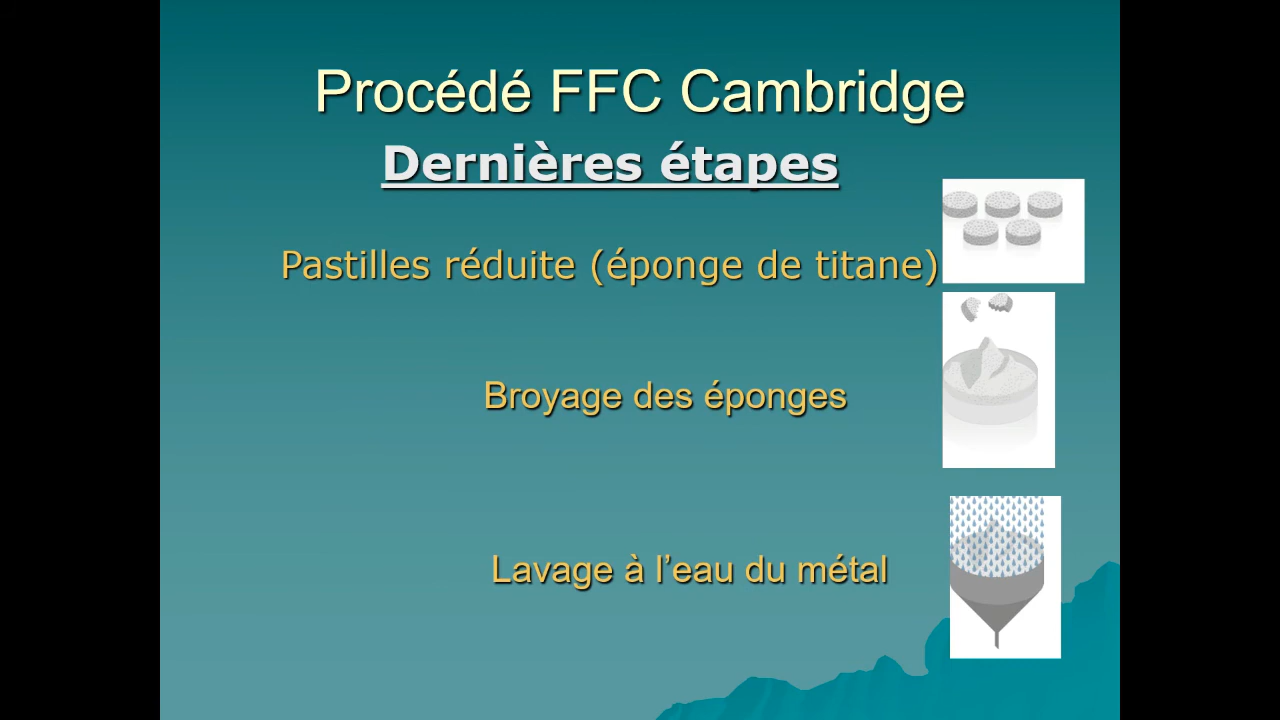 Procédé FFC Cambridge
Dernières étapes
Pastilles réduite (éponge de titane)
Broyage des éponges
Lavage à l’eau du métal